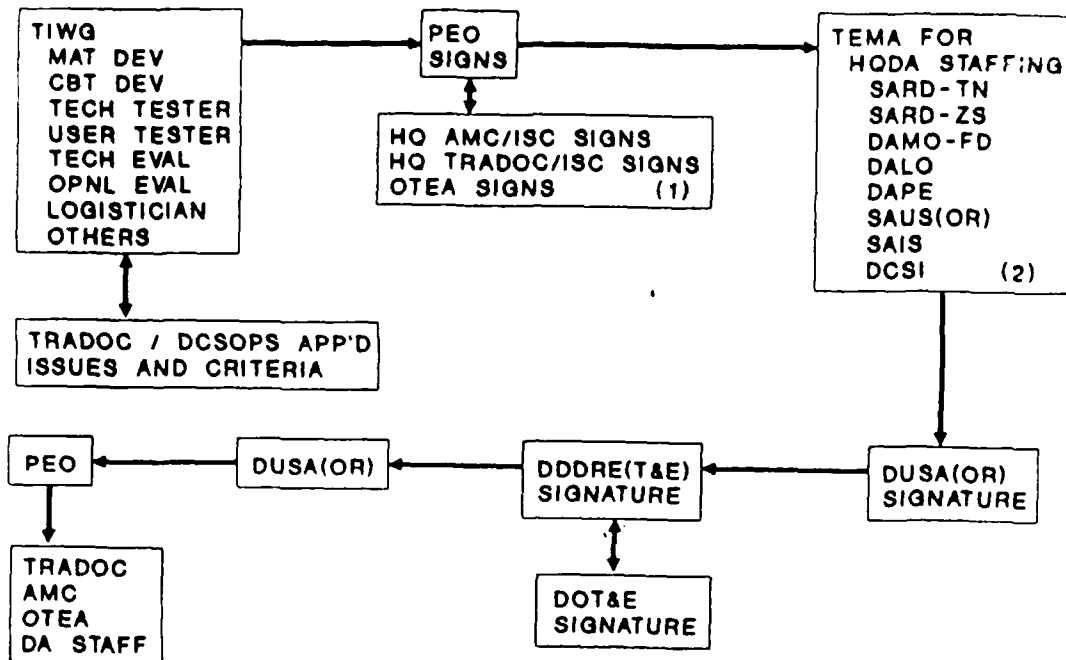 TIWG
MAT DEV
CBT DEV
TECH TESTER
USER TESTER
TECH EVAL
OPNL EVAL
LOGISTICIAN
OTHERS
PEO
SIGNS
HQ AMC/ISC SIGNS
HQ TRADOC/ISC SIGNS
OTEA SIGNS (1)
TEMA FOR
HQDA STAFFING
SARD-TN
SARD-ZS
DAMO-FD
DALO
DAPE
SAUS(OR)
SAIS
DCSI (2)
TRADOC / DCSOPS APP'D
ISSUES AND CRITERIA
PEO
DUSA(OR)
DDDRE(T&E)
SIGNATURE
DUSA(OR)
SIGNATURE
TRADOC
AMC
OTEA
DA STAFF
DOT&E
SIGNATURE